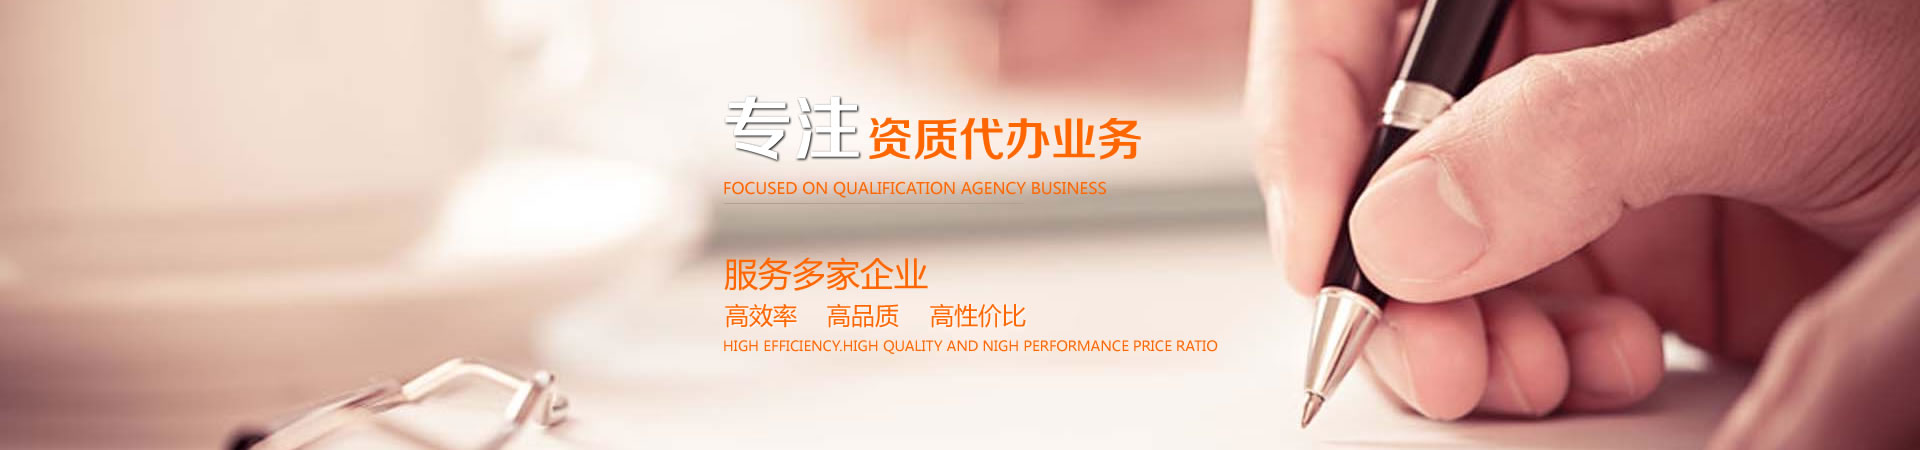 专注资质代办业务
FOCUSED ON QUALIFICATION AGENCY BUSINESS
服务多家企业
高效率 高品质 高性价比
HIGH EFFICIENCY.HIGH QUALITY AND NIGH PERFORMANCE PRICE RATIO